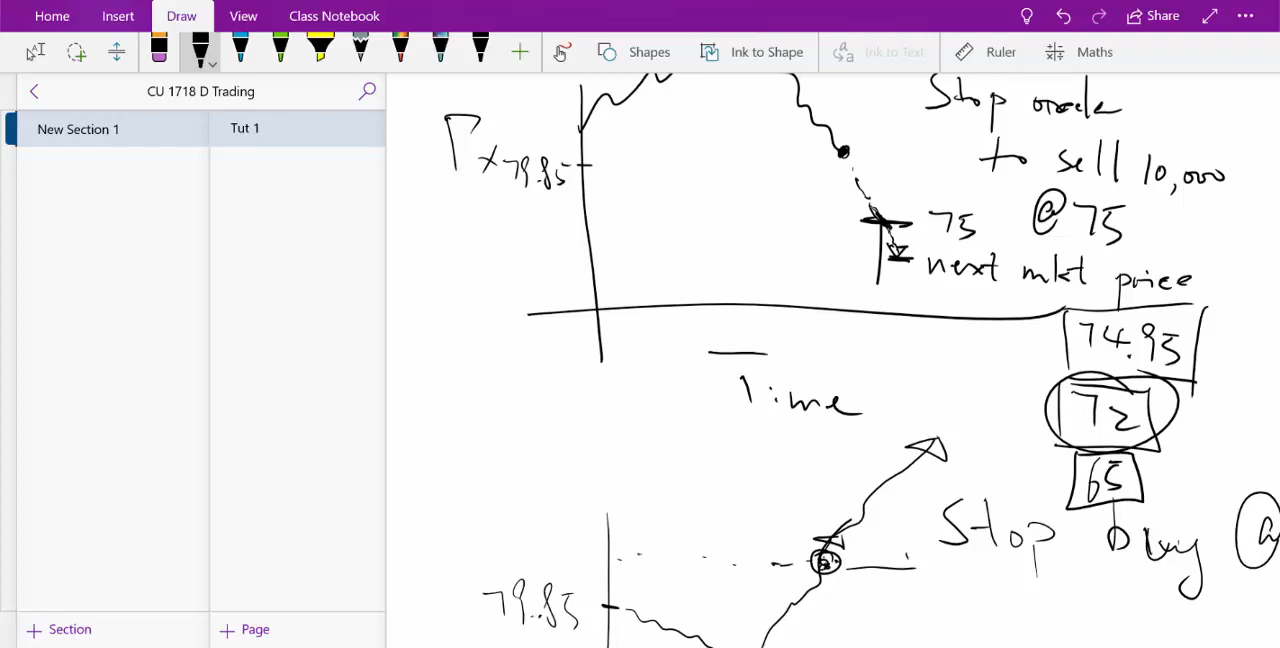 Home Insert Draw View Class Notebook Share
Shapes Ink to Shape Ink to Text Ruler Maths
CU 1718 D Trading
New Section 1 Tut 1
Stop
to sell 10,000
@ 75
Px 79.85
75
next mkt price
74.95
72
65
Time
Stop buy @
79.85
Section Page